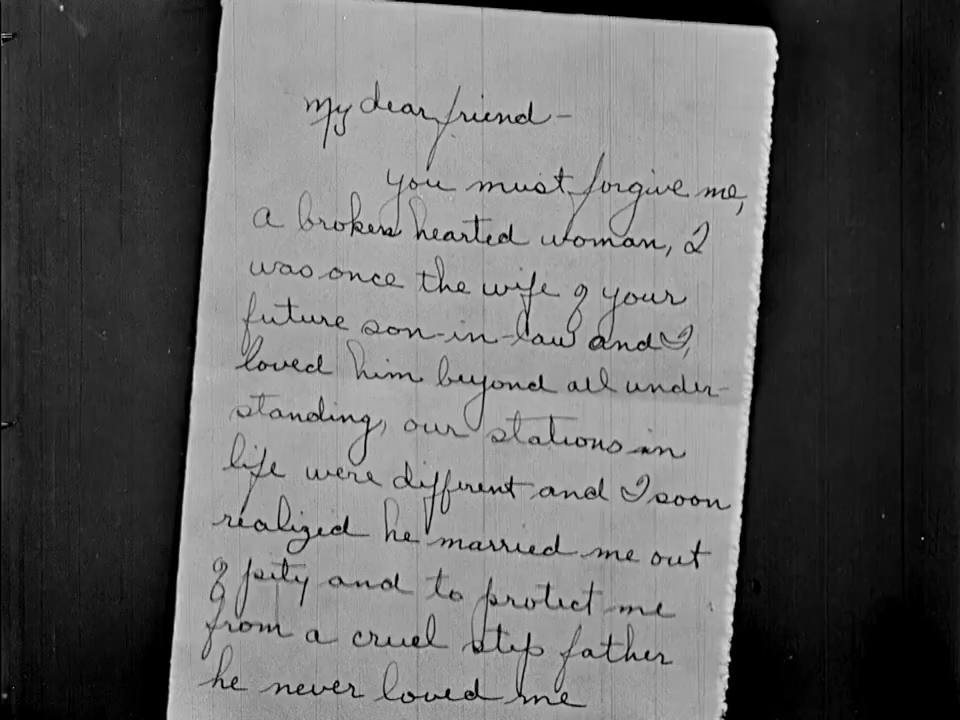 My dear friend -
You must forgive me,
a broken hearted woman, I
was once the wife of your
future son-in-law and I,
loved him beyond all under-
standing, our stations in
life were different and I soon
realized he married me out
of pity and to protect me
from a cruel step father
he never loved me